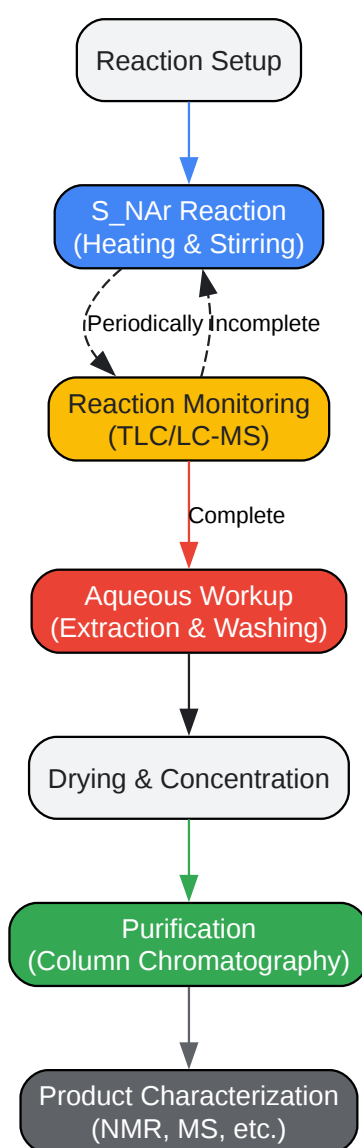 Reaction Setup
S_NAr Reaction
(Heating & Stirring)
Periodically
Incomplete
Reaction Monitoring
(TLC/LC-MS)
Complete
Aqueous Workup
(Extraction & Washing)
Drying & Concentration
Purification
(Column Chromatography)
Product Characterization
(NMR, MS, etc.)